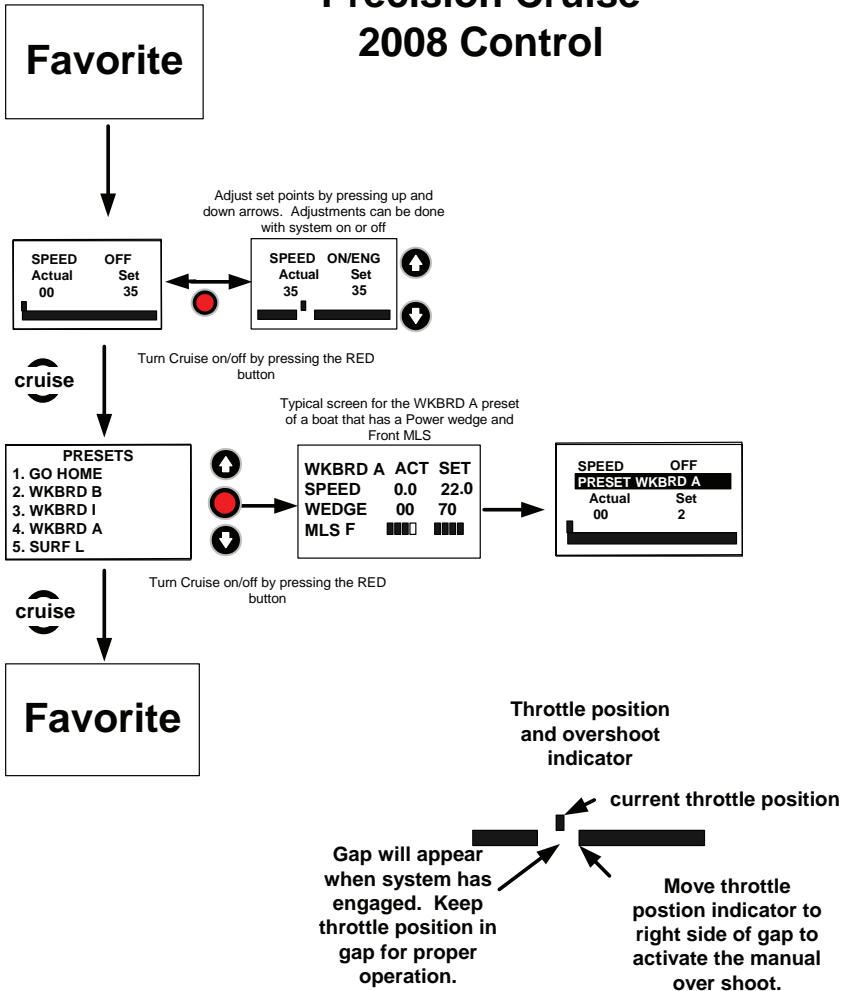 Precision Cruise
2008 Control
Favorite
Adjust set points by pressing up and
down arrows.  Adjustments can be done
with system on or off
SPEED OFF
Actual Set
00 35
SPEED ON/ENG
Actual Set
35 35
Turn Cruise on/off by pressing the RED
button
cruise
Typical screen for the WKBRD A preset
of a boat that has a Power wedge and
Front MLS
PRESETS
1. GO HOME
2. WKBRD B
3. WKBRD I
4. WKBRD A
5. SURF L
WKBRD A ACT SET
SPEED 0.0 22.0
WEDGE 00 70
MLS F
SPEED OFF
PRESET WKBRD A
Actual Set
00 2
Turn Cruise on/off by pressing the RED
button
cruise
Favorite
Throttle position
and overshoot
indicator
current throttle position
Gap will appear
when system has
engaged.  Keep
throttle position in
gap for proper
operation.
Move throttle
postion indicator to
right side of gap to
activate the manual
over shoot.